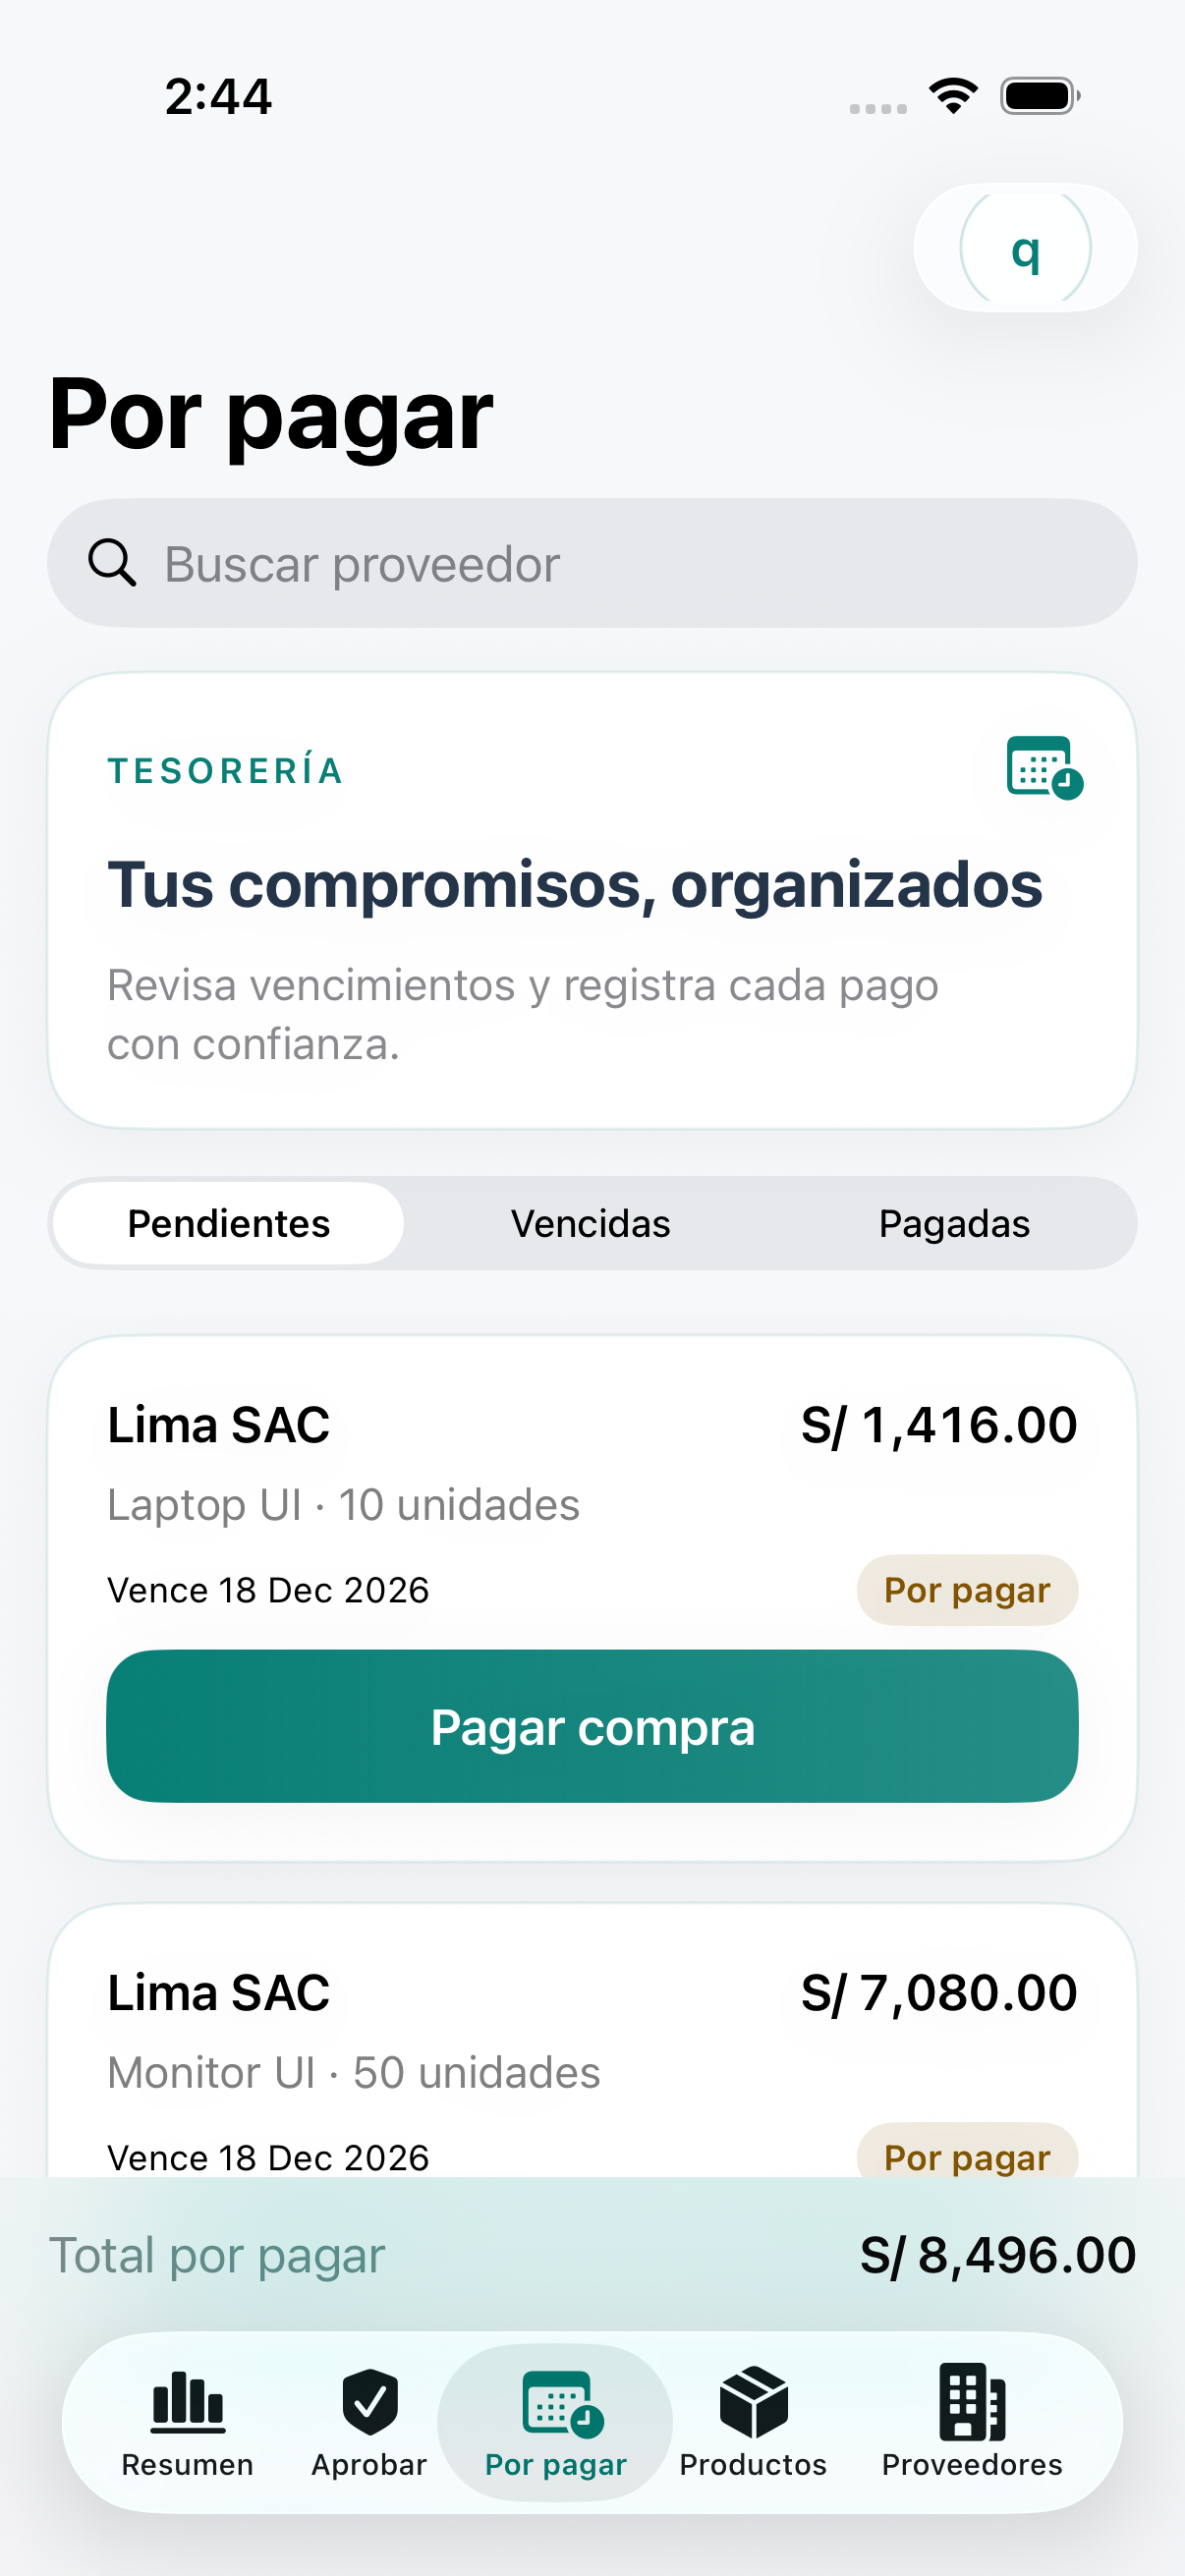 2:44
q
Por pagar
Buscar proveedor
TESORERÍA
Tus compromisos, organizados
Revisa vencimientos y registra cada pago
con confianza.
Pendientes Vencidas Pagadas
Lima SAC S/ 1,416.00
Laptop UI · 10 unidades
Vence 18 Dec 2026 Por pagar
Pagar compra
Lima SAC S/ 7,080.00
Monitor UI · 50 unidades
Vence 18 Dec 2026 Por pagar
Total por pagar S/ 8,496.00
Resumen Aprobar Por pagar Productos Proveedores